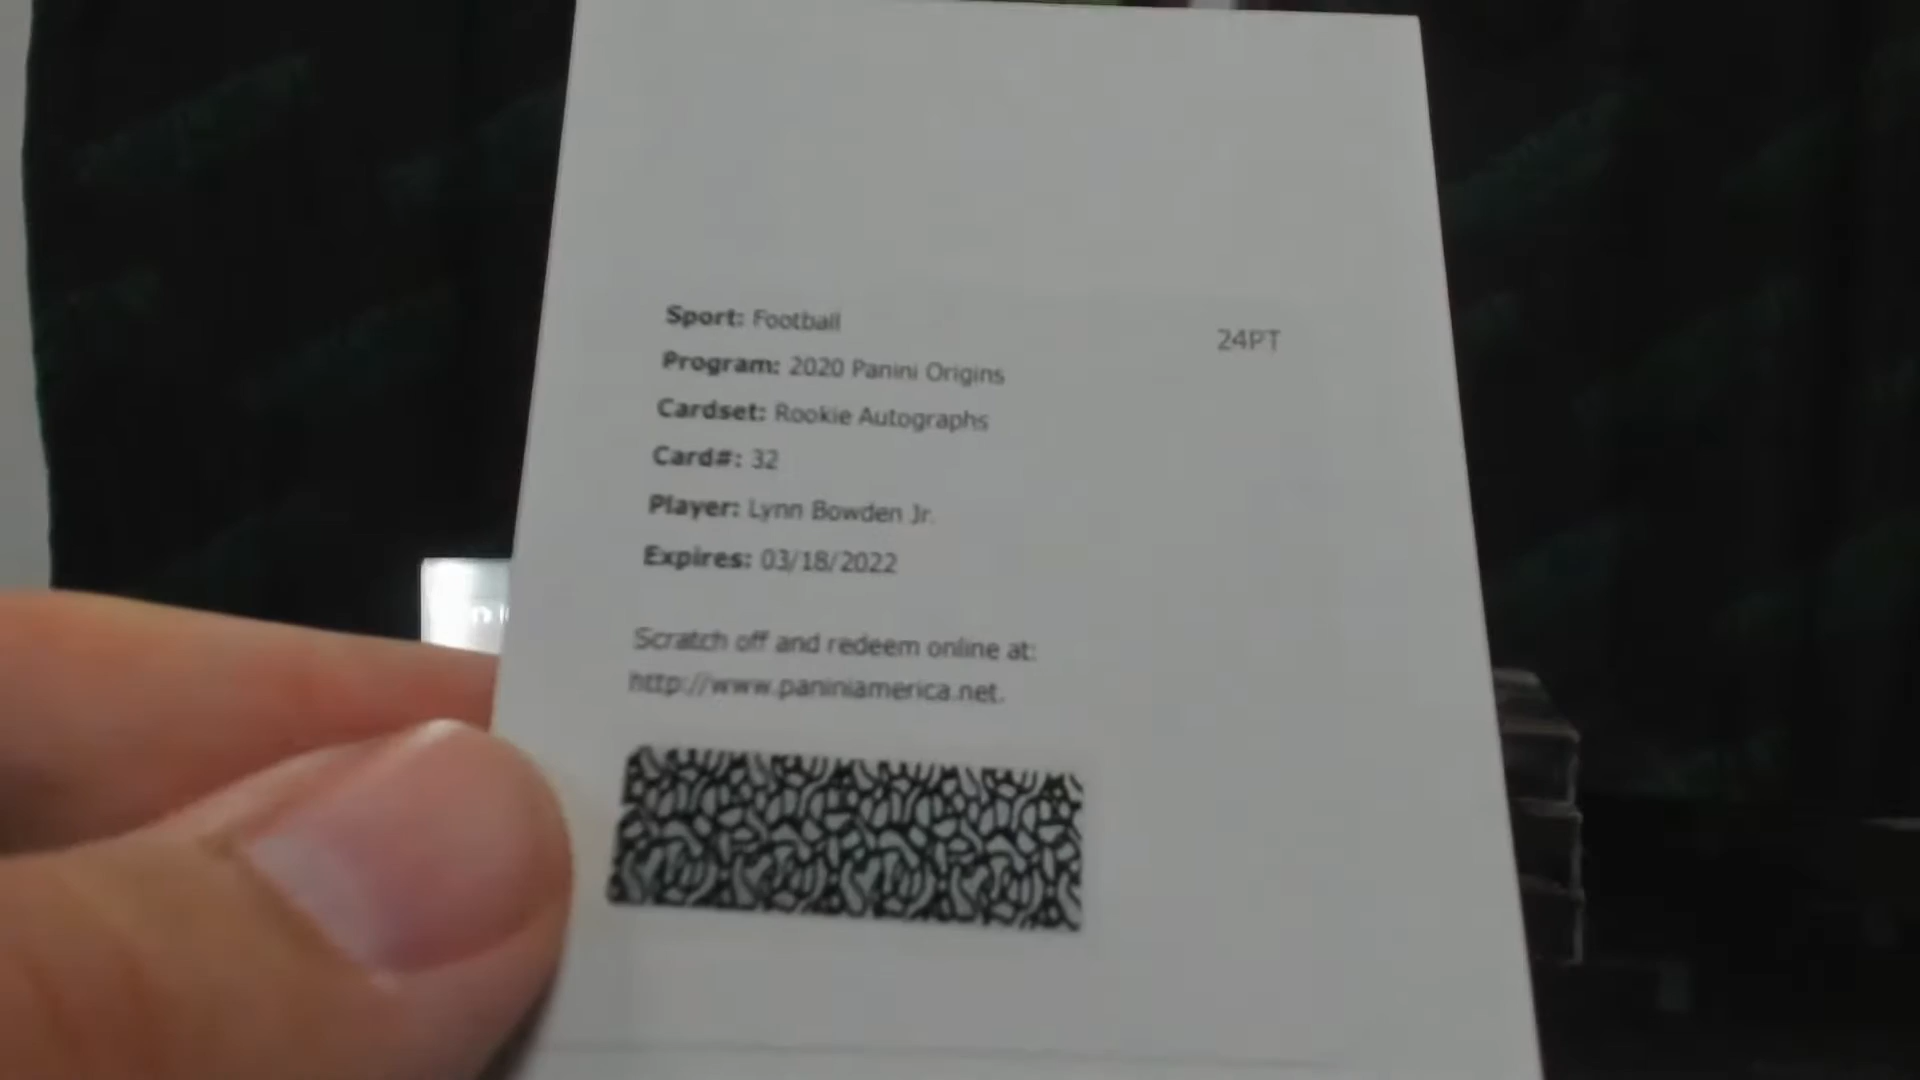 Sport: Football
24PT
Program: 2020 Panini Origins
Cardset: Rookie Autographs
Card#: 32
Player: Lynn Bowden Jr.
Expires: 03/18/2022
Scratch off and redeem online at:
http://www.paniniamerica.net.